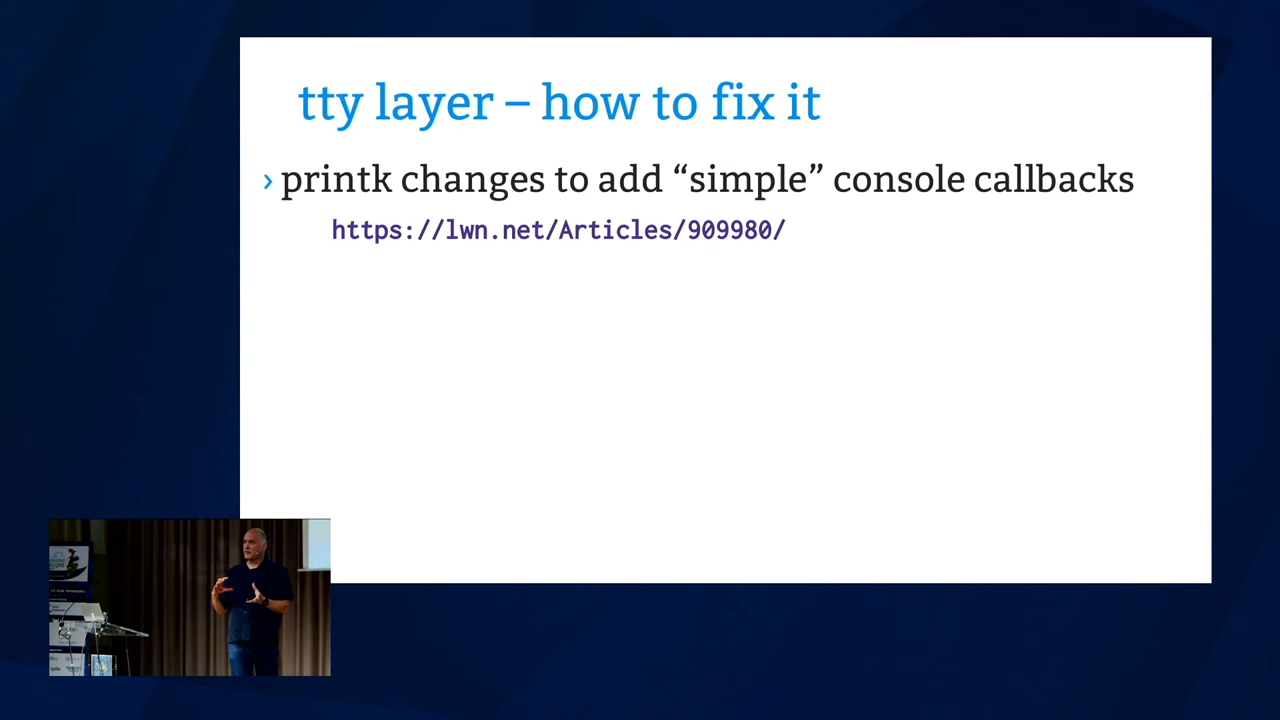 tty layer – how to fix it
› printk changes to add “simple” console callbacks
https://lwn.net/Articles/909980/